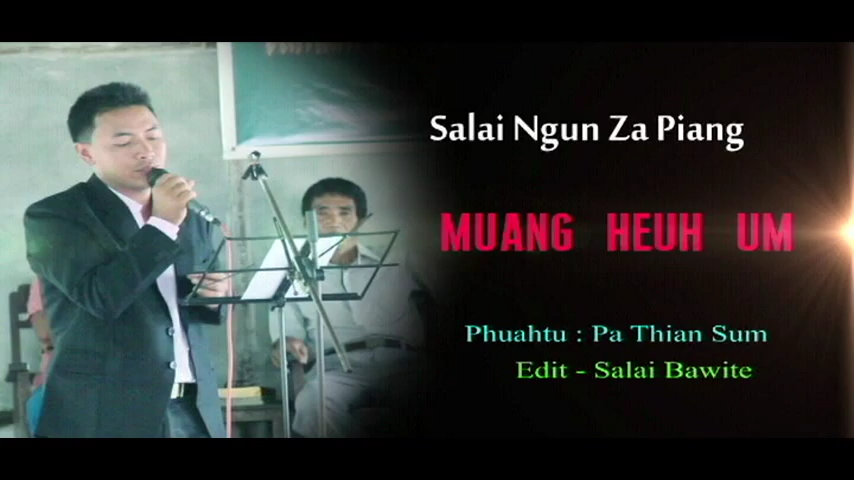 Salai Ngun Za Piang
MUANG HEUH UM
Phuahtu : Pa Thian Sum
Edit - Salai Bawite